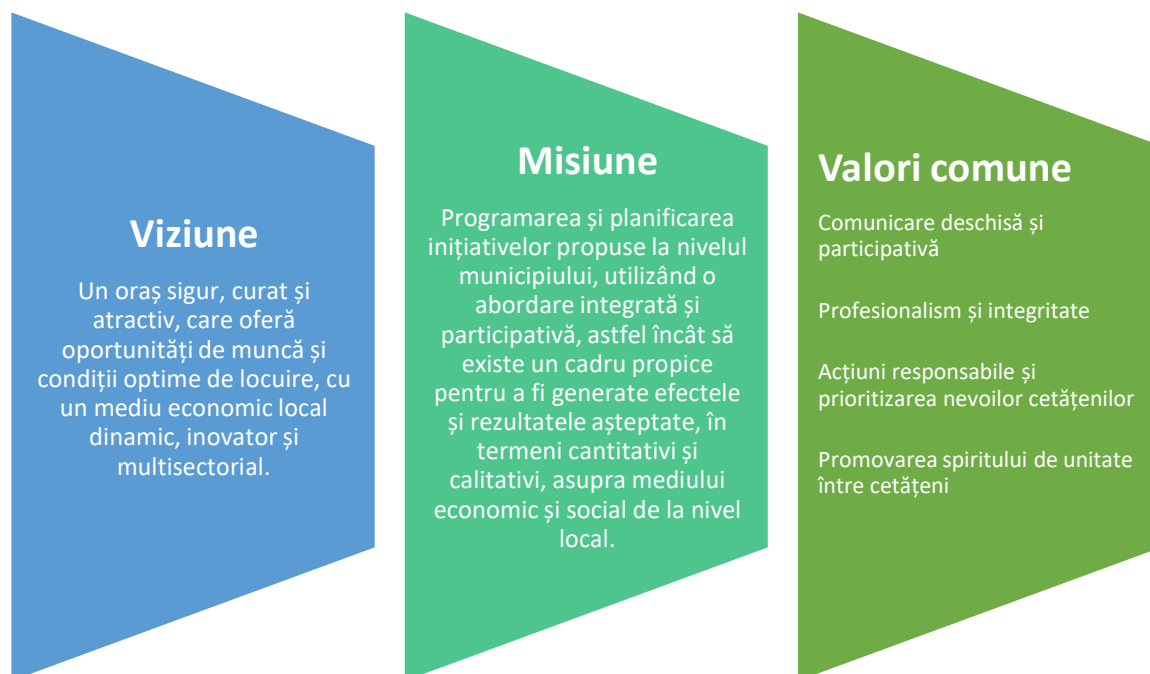 Viziune
Un oraș sigur, curat și
atractiv, care oferă
oportunități de muncă și
condiții optime de locuire, cu
un mediu economic local
dinamic, inovator și
multisectorial.
Misiune
Programarea și planificarea
inițiativelor propuse la nivelul
municipiului, utilizând o
abordare integrată și
participativă, astfel încât să
existe un cadru propice
pentru a fi generate efectele
și rezultatele așteptate, în
termeni cantitativi și
calitativi, asupra mediului
economic și social de la nivel
local.
Valori comune
Comunicare deschisă și
participativă
Profesionalism și integritate
Acțiuni responsabile și
prioritizarea nevoilor cetățenilor
Promovarea spiritului de unitate
între cetățeni